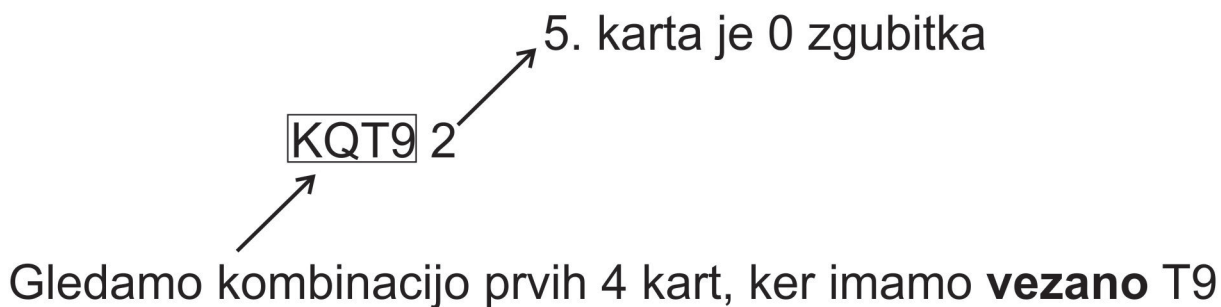 5. karta je 0 zgubitka
KQT9 2
Gledamo kombinacijo prvih 4 kart, ker imamo vezano T9